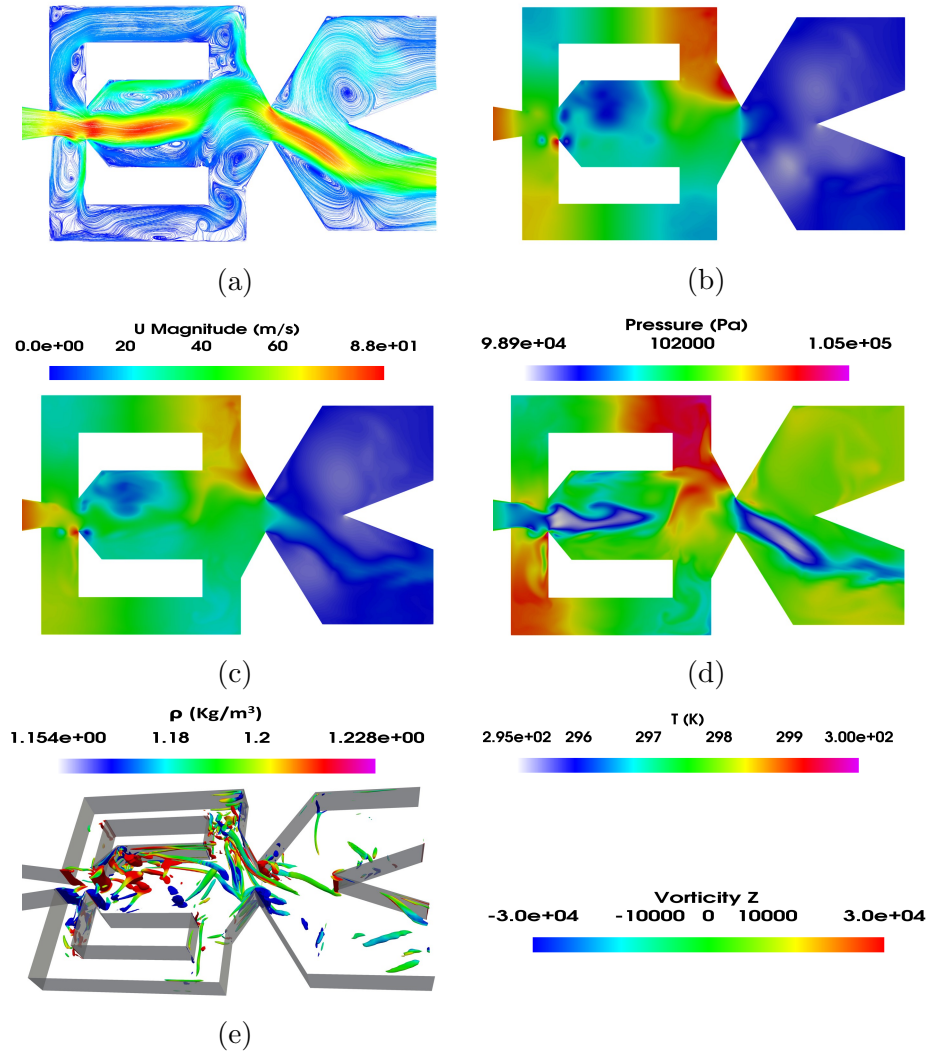 (a)
(b)
U Magnitude (m/s)
0.0e+00 20 40 60 8.8e+01
Pressure (Pa)
9.89e+04 102000 1.05e+05
(c)
(d)
ρ (Kg/m³)
1.154e+00 1.18 1.2 1.228e+00
T (K)
2.95e+02 296 297 298 299 3.00e+02
Vorticity Z
-3.0e+04 -10000 0 10000 3.0e+04
(e)